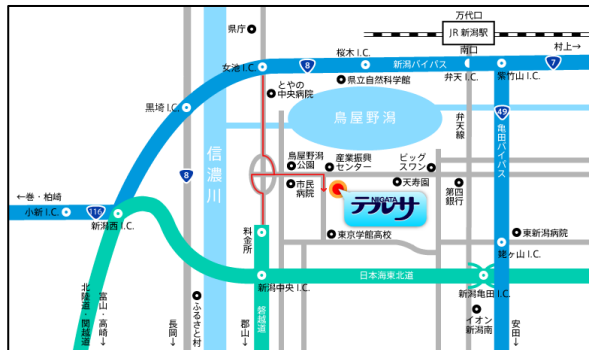 万代口
JR 新潟駅
南口
村上→
県庁
女池 I.C.
8
桜木 I.C.
新潟バイパス
弁天 I.C.
紫竹山 I.C.
7
とやの
中央病院
県立自然科学館
49
黒埼 I.C.
鳥屋野潟
弁天線
亀田バイパス
信濃川
8
鳥屋野潟
公園
産業振興
センター
ビッグ
スワン
市民
病院
天寿園
第四
銀行
NIIGATA
テルサ
←巻・柏崎
小新 I.C.
116
新潟西 I.C.
料金所
東京学館高校
東新潟病院
姥ヶ山 I.C.
日本海東北道
新潟中央 I.C.
新潟亀田 I.C.
北陸道・関越道
富山・高崎→
長岡→
ふるさと村
郡山→
磐越道
イオン
新潟南
安田→